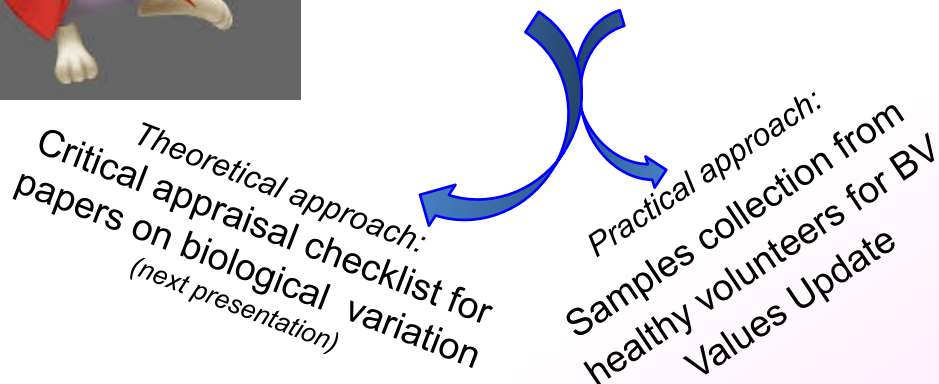 Theoretical approach:
Critical appraisal checklist for
papers on biological variation
(next presentation)
Practical approach:
Samples collection from
healthy volunteers for BV
Values Update